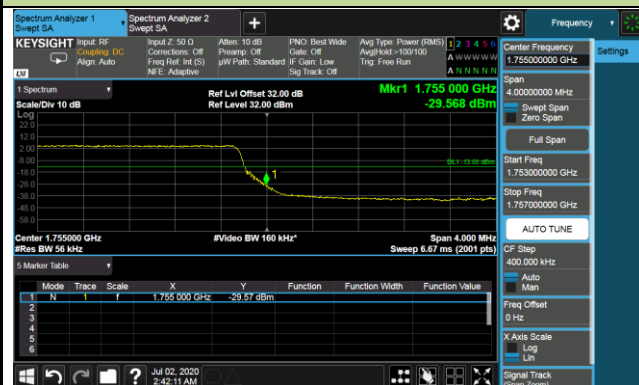 Spectrum Analyzer 1
Swept SA
Spectrum Analyzer 2
Swept SA
+
Frequency
KEYSIGHT
Input: RF
Coupling: DC
Align: Auto
Input Z: 50 Ω
Corrections: Off
Freq Ref: Int (S)
NFE: Adaptive
Atten: 10 dB
Preamp: Off
µW Path: Standard
PNO: Best Wide
Gate: Off
IF Gain: Low
Sig Track: Off
Avg Type: Power (RMS)
Avg|Hold:>100/100
Trig: Free Run
1 2 3 4 5 6
A W W W W W
A N N N N N
LXI
Center Frequency
1.755000000 GHz
Settings
Span
4.00000000 MHz
Swept Span
Zero Span
Full Span
Start Freq
1.753000000 GHz
Stop Freq
1.757000000 GHz
AUTO TUNE
CF Step
400.000 kHz
Auto
Man
Freq Offset
0 Hz
X Axis Scale
Log
Lin
Signal Track
(Span Zoom)
1 Spectrum
Scale/Div 10 dB
Log
Ref Lvl Offset 32.00 dB
Ref Level 32.00 dBm
Mkr1 1.755 000 GHz
-29.568 dBm
22.0
12.0
2.00
-8.00
-18.0
-28.0
-38.0
-48.0
-58.0
DL1 -13.00 dBm
1
Center 1.755000 GHz
#Res BW 56 kHz
#Video BW 160 kHz*
Span 4.000 MHz
Sweep 6.67 ms (2001 pts)
5 Marker Table
Mode Trace Scale X Y Function Function Width Function Value
1 N 1 f 1.755 000 GHz -29.57 dBm
2
3
4
5
6
?
Jul 02, 2020
2:42:11 AM